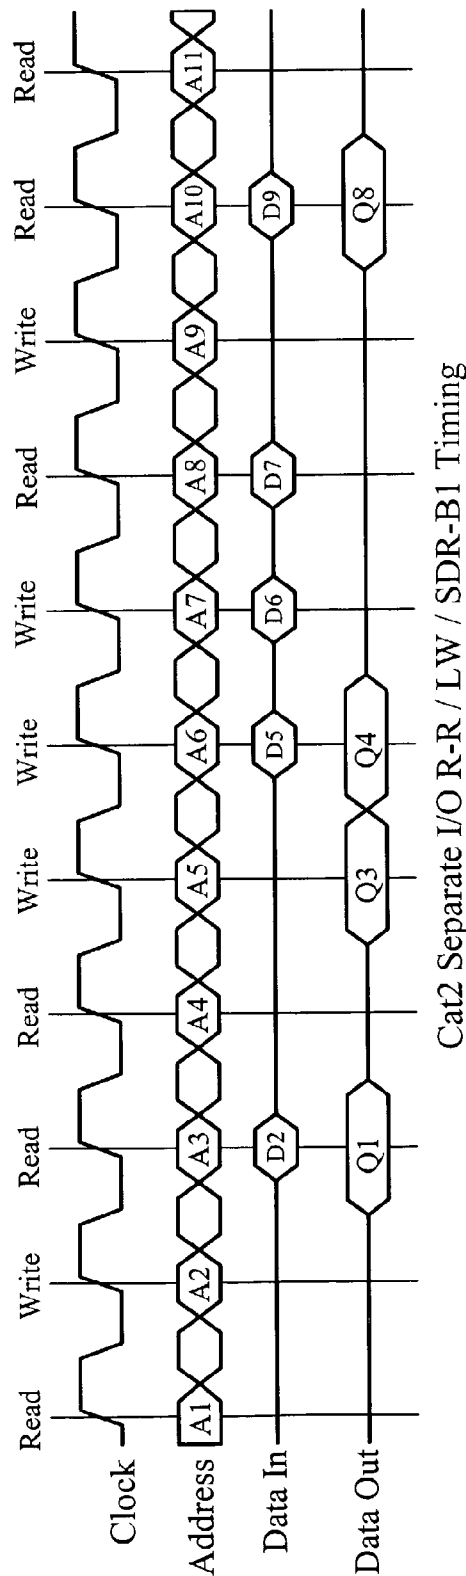 Read Write Read Read Write Write Write Read Write Read Read
Clock
Address A1 A2 A3 A4 A5 A6 A7 A8 A9 A10 A11
Data In D2 D5 D6 D7 D9
Data Out Q1 Q3 Q4 Q8
Cat2 Separate I/O R-R / LW / SDR-B1 Timing